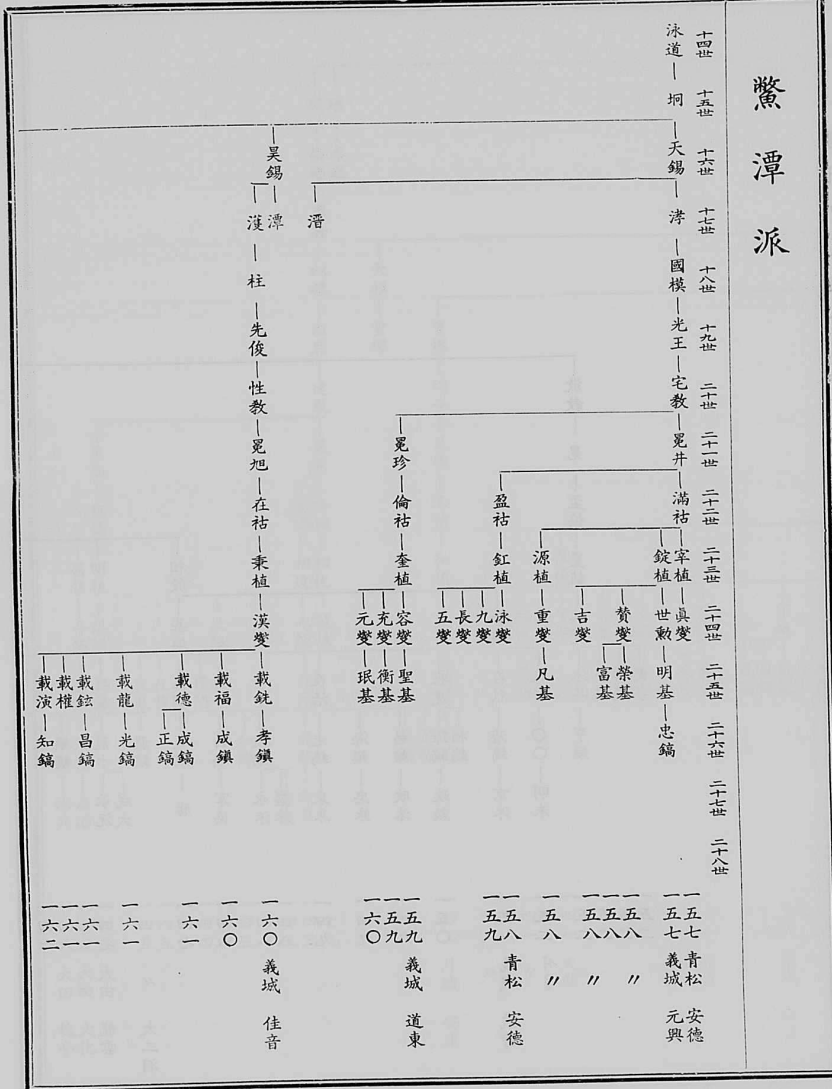 鱉潭派
十四世 十五世 十六世 十七世 十八世 十九世 二十世 二十一世 二十二世 二十三世 二十四世 二十五世 二十六世 二十七世 二十八世
泳道 坰 天錫 涍 國模 光王 宅教 冕井 滿祜 宰植 眞燮 一五七 青松 安德
錠植 世勲 明基 忠鎬 一五七 義城 元興
贊燮 榮基 一五八 〃
富基 一五八
吉燮 一五八 〃
源植 重燮 凡基 一五八 〃
盈祜 釭植 泳燮 一五八 青松 安德
九燮 一五九
長燮
五燮
冕珍 倫祜 奎植 容燮 聖基 一五九 義城 道東
充燮 衡基 一五九
元燮 珉基 一六〇
溍
昊錫 潭
濩 柱 先俊 性教 冕旭 在祜 秉植 漢燮 載銑 孝鎭 一六〇 義城 佳音
載福 成鎭 一六〇
載德 成鎬 一六一
正鎬
載龍 光鎬 一六一
載鉉 昌鎬 一六一
載權 一六一
載演 知鎬 一六二